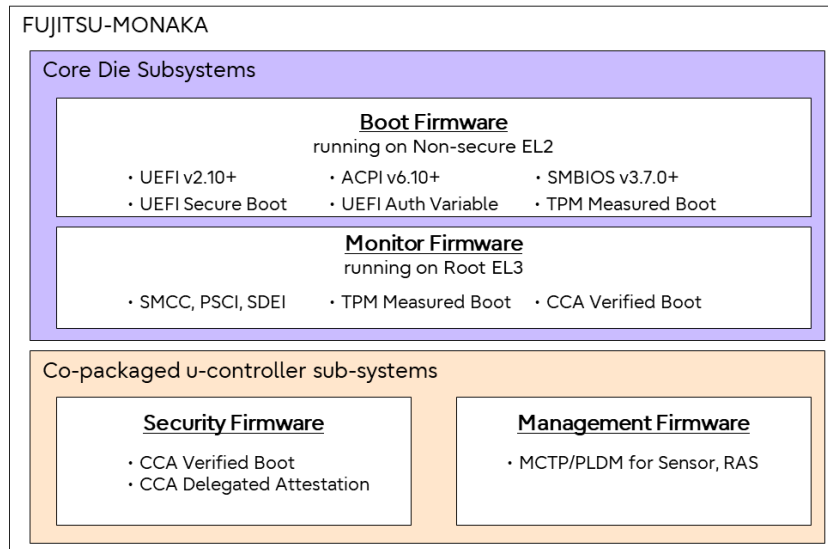 FUJITSU-MONAKA
Core Die Subsystems
Boot Firmware
running on Non-secure EL2
・UEFI v2.10+ ・ACPI v6.10+ ・SMBIOS v3.7.0+
・UEFI Secure Boot ・UEFI Auth Variable ・TPM Measured Boot
Monitor Firmware
running on Root EL3
・SMCC, PSCI, SDEI ・TPM Measured Boot ・CCA Verified Boot
Co-packaged u-controller sub-systems
Security Firmware
・CCA Verified Boot
・CCA Delegated Attestation
Management Firmware
・MCTP/PLDM for Sensor, RAS